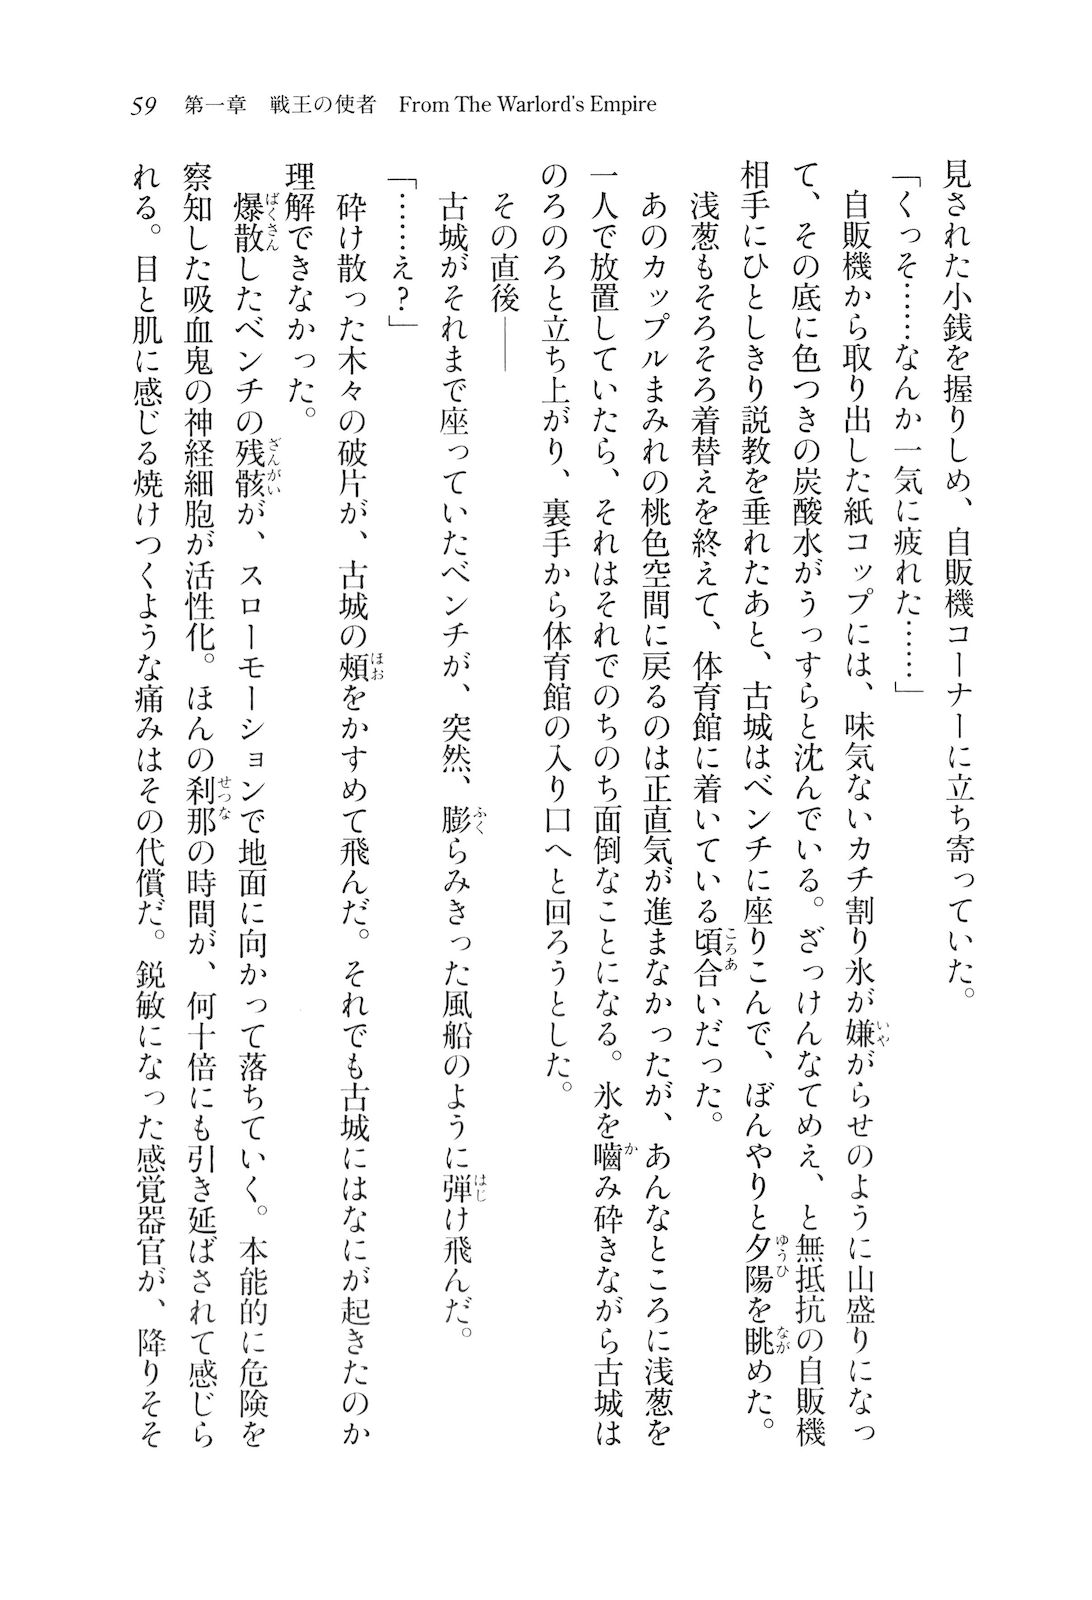 59 第一章 戦王の使者 From The Warlord's Empire
見された小銭を握りしめ、自販機コーナーに立ち寄っていた。
「くっそ……なんか一気に疲れた……」
自販機から取り出した紙コップには、味気ないカチ割り氷が嫌がらせのように山盛りになっ
て、その底に色つきの炭酸水がうっすらと沈んでいる。ざっけんなてめえ、と無抵抗の自販機
相手にひとしきり説教を垂れたあと、古城はベンチに座りこんで、ぼんやりと夕陽を眺めた。
浅葱もそろそろ着替えを終えて、体育館に着いている頃合いだった。
あのカップルまみれの桃色空間に戻るのは正直気が進まなかったが、あんなところに浅葱を
一人で放置していたら、それはそれでのちのち面倒なことになる。氷を嚙み砕きながら古城は
のろのろと立ち上がり、裏手から体育館の入り口へと回ろうとした。
その直後――
古城がそれまで座っていたベンチが、突然、膨らみきった風船のように弾け飛んだ。
「……え？」
砕け散った木々の破片が、古城の頰をかすめて飛んだ。それでも古城にはなにが起きたのか
理解できなかった。
爆散したベンチの残骸が、スローモーションで地面に向かって落ちていく。本能的に危険を
察知した吸血鬼の神経細胞が活性化。ほんの刹那の時間が、何十倍にも引き延ばされて感じら
れる。目と肌に感じる焼けつくような痛みはその代償だ。鋭敏になった感覚器官が、降りそそ